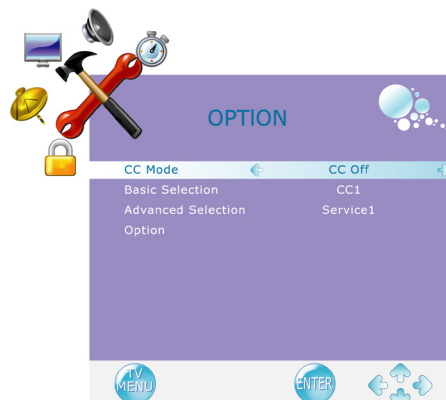 OPTION
CC Mode CC Off
Basic Selection CC1
Advanced Selection Service1
Option
TV
MENU ENTER